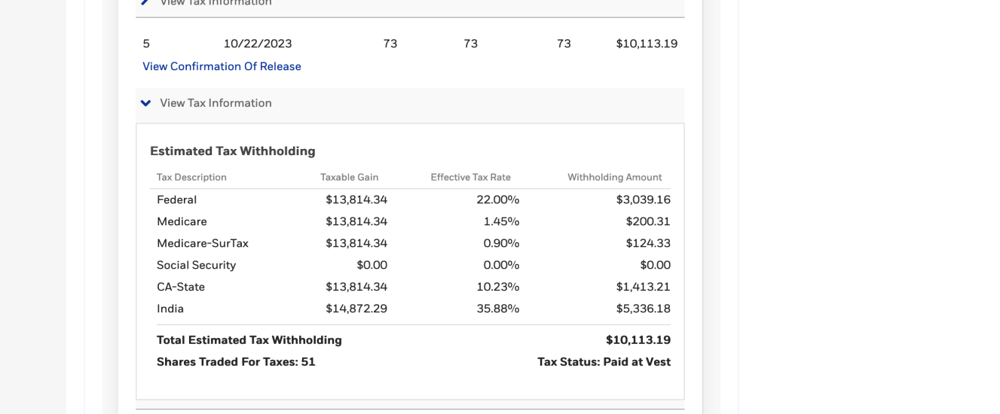 View Tax Information
5 10/22/2023 73 73 73 $10,113.19
View Confirmation Of Release
View Tax Information
Estimated Tax Withholding
Tax Description Taxable Gain Effective Tax Rate Withholding Amount
Federal $13,814.34 22.00% $3,039.16
Medicare $13,814.34 1.45% $200.31
Medicare-SurTax $13,814.34 0.90% $124.33
Social Security $0.00 0.00% $0.00
CA-State $13,814.34 10.23% $1,413.21
India $14,872.29 35.88% $5,336.18
Total Estimated Tax Withholding $10,113.19
Shares Traded For Taxes: 51 Tax Status: Paid at Vest